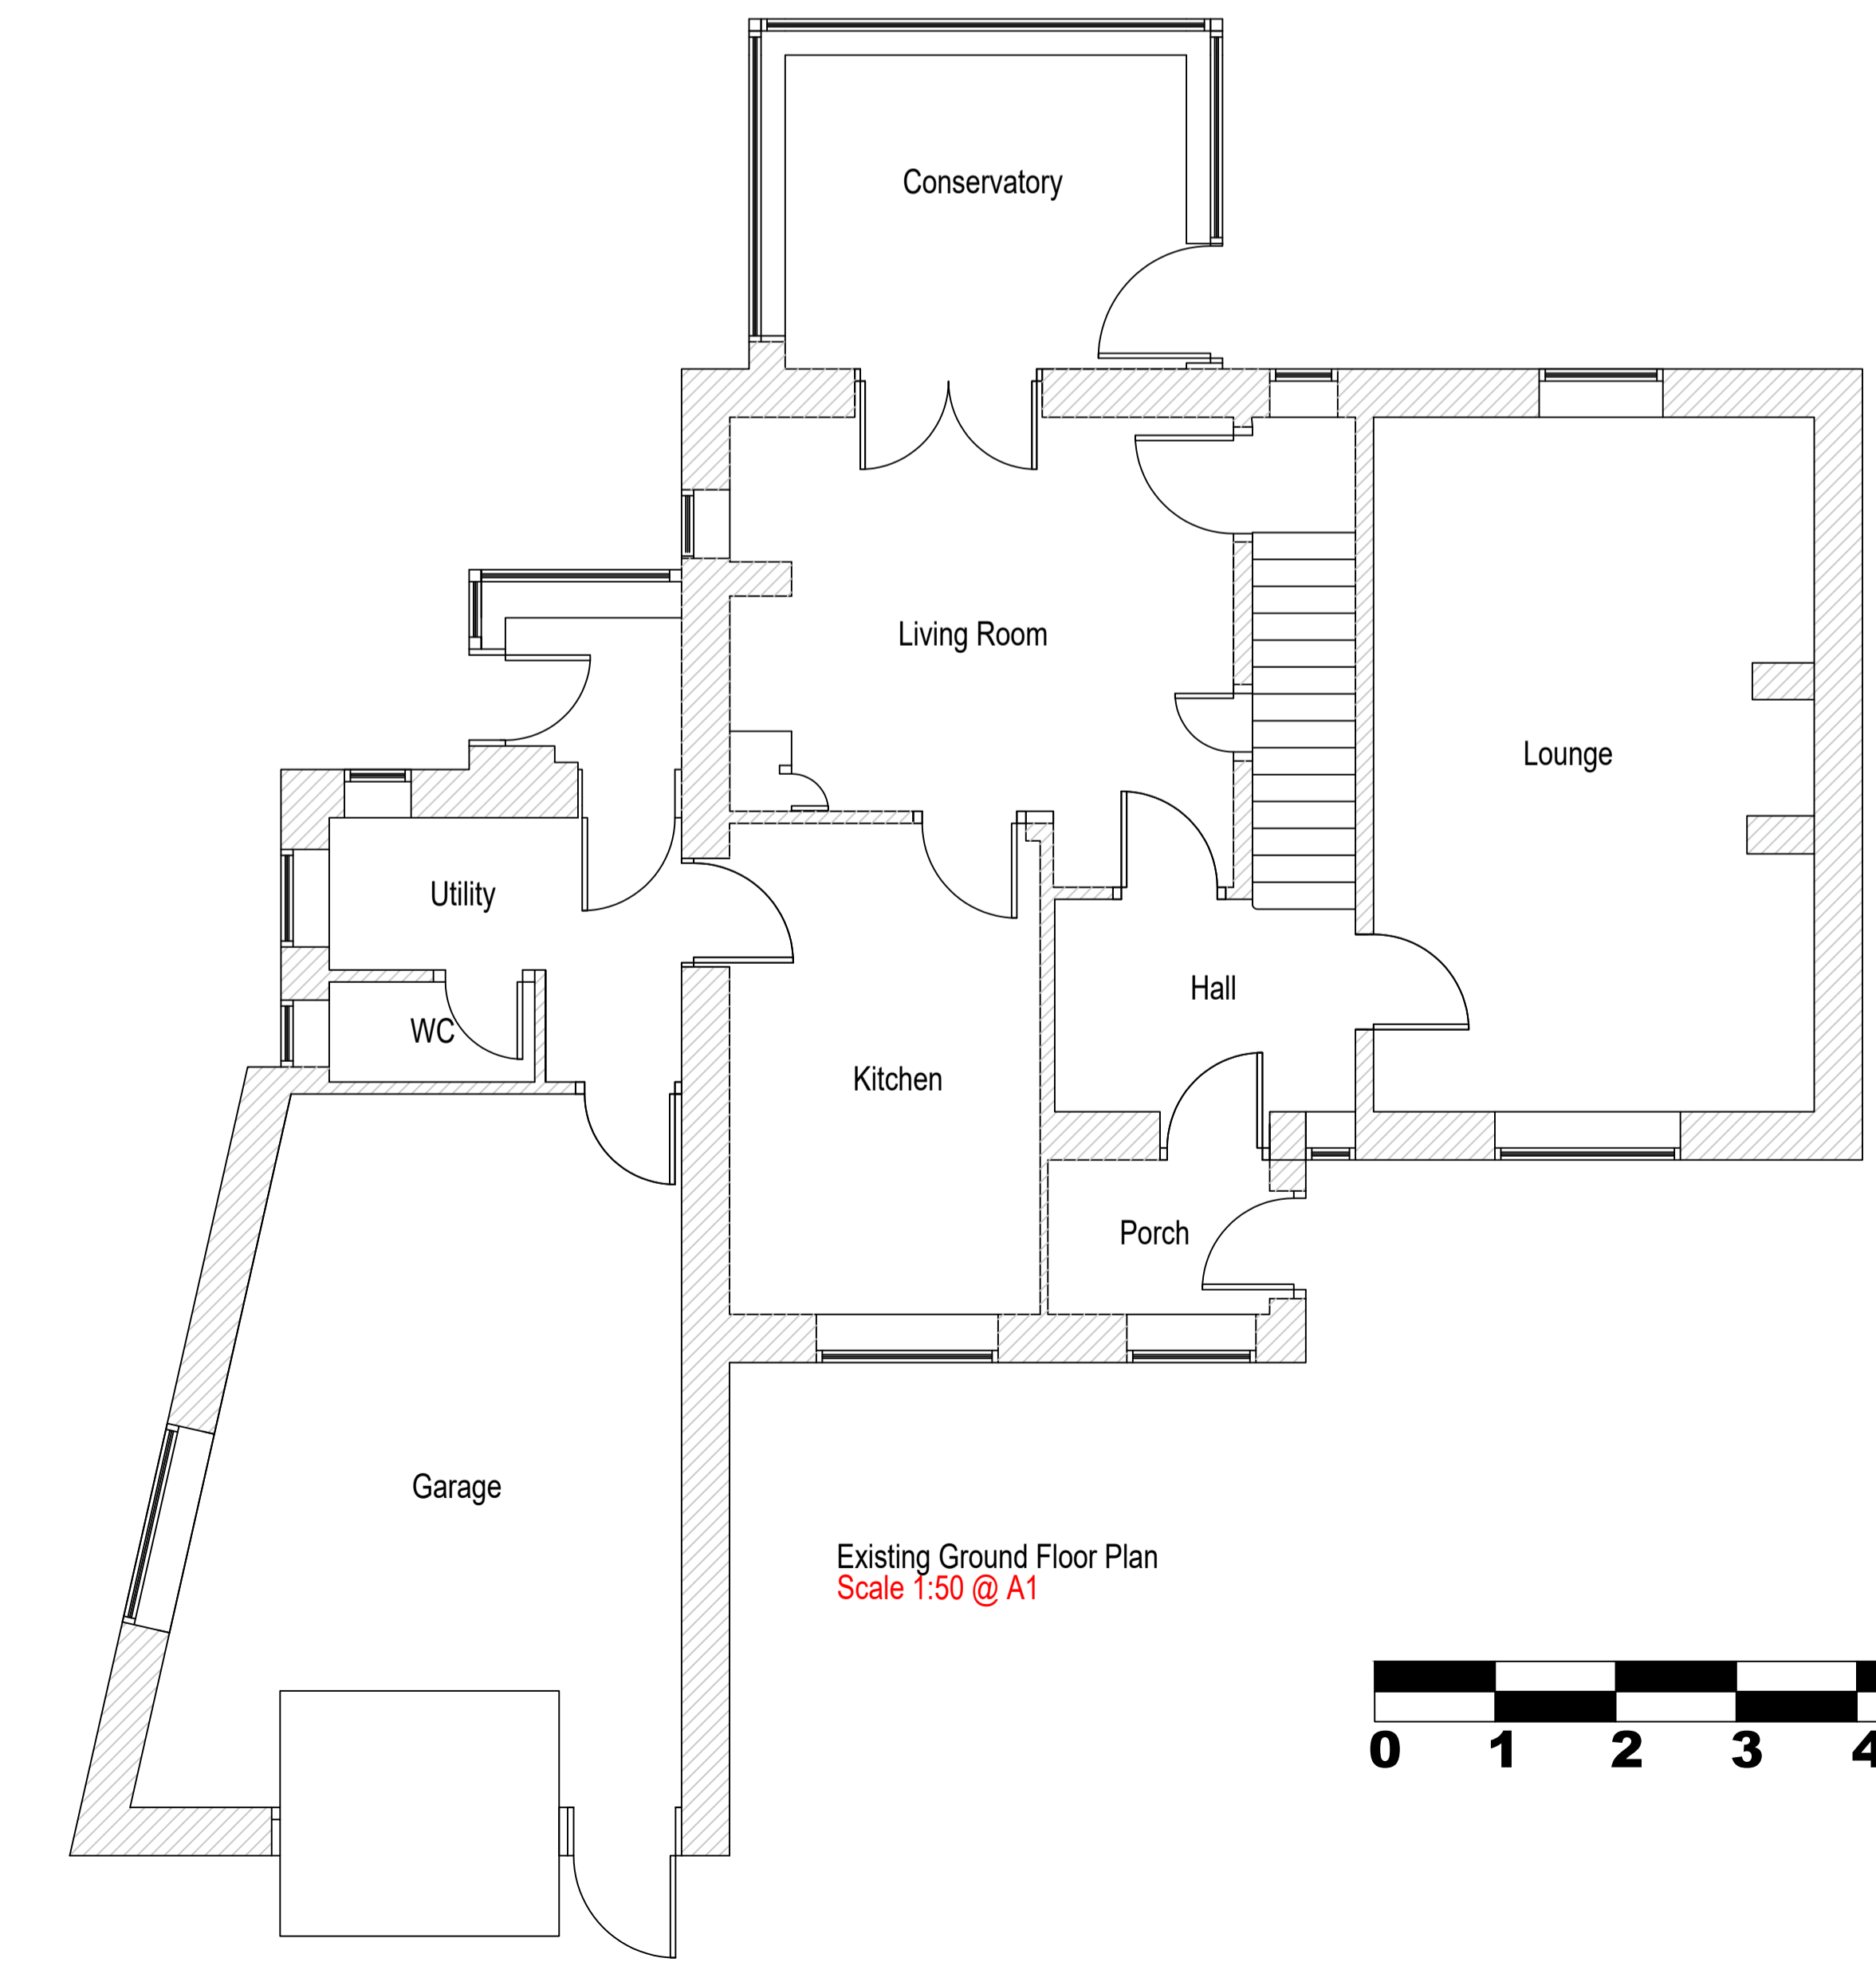 Conservatory
Living Room
Lounge
Utility
Hall
WC
Kitchen
Porch
Garage
Existing Ground Floor Plan
Scale 1:50 @ A1
0 1 2 3 4